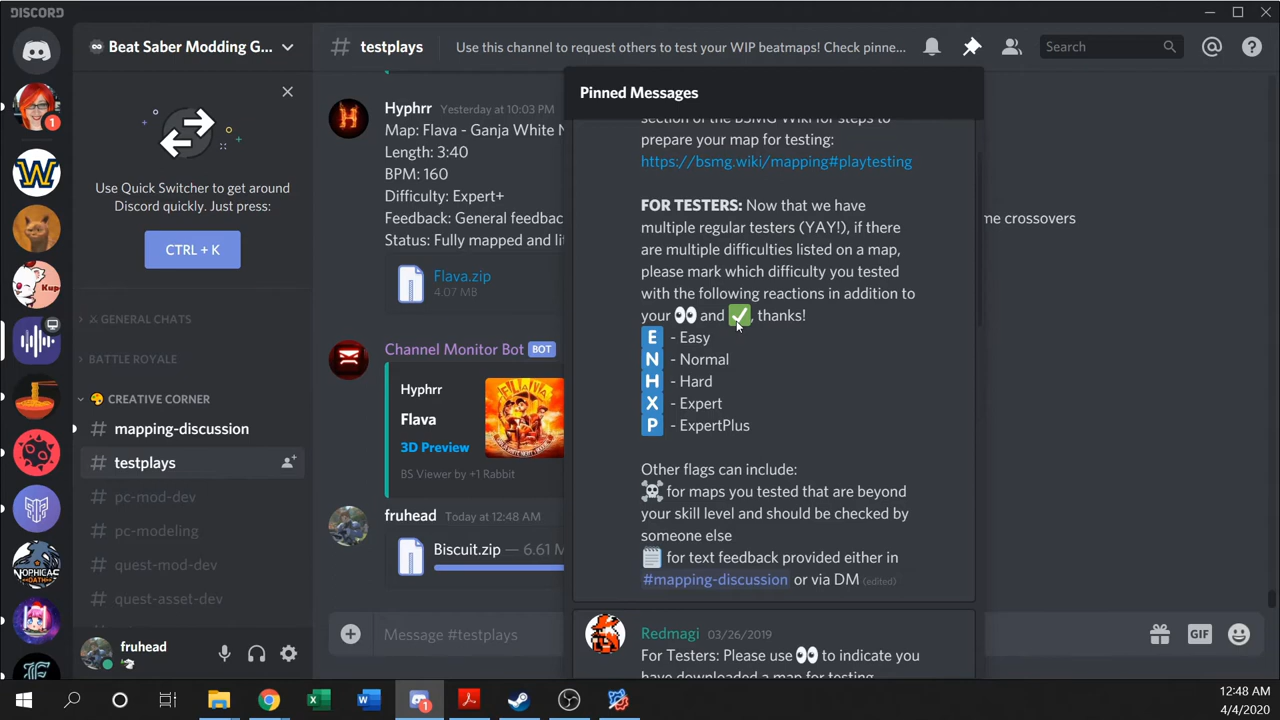 DISCORD
Beat Saber Modding G...
testplays
Use this channel to request others to test your WIP beatmaps! Check pinne...
Search
Use Quick Switcher to get around
Discord quickly. Just press:
CTRL + K
GENERAL CHATS
BATTLE ROYALE
CREATIVE CORNER
mapping-discussion
testplays
pc-mod-dev
pc-modeling
quest-mod-dev
quest-asset-dev
fruhead
Hyphrr Yesterday at 10:03 PM
Map: Flava - Ganja White N
Length: 3:40
BPM: 160
Difficulty: Expert+
Feedback: General feedbac
me crossovers
Status: Fully mapped and lit
Flava.zip
4.07 MB
Channel Monitor Bot BOT
Hyphrr
Flava
3D Preview
BS Viewer by +1 Rabbit
fruhead Today at 12:48 AM
Biscuit.zip — 6.61 M
Message #testplays
GIF
Pinned Messages
section of the BSMG Wiki for steps to
prepare your map for testing:
https://bsmg.wiki/mapping#playtesting
FOR TESTERS: Now that we have
multiple regular testers (YAY!), if there
are multiple difficulties listed on a map,
please mark which difficulty you tested
with the following reactions in addition to
your 👀 and ✅, thanks!
E - Easy
N - Normal
H - Hard
X - Expert
P - ExpertPlus
Other flags can include:
☠ for maps you tested that are beyond
your skill level and should be checked by
someone else
🗒 for text feedback provided either in
#mapping-discussion or via DM (edited)
Redmagi 03/26/2019
For Testers: Please use 👀 to indicate you
have downloaded a map for testing
12:48 AM
4/4/2020